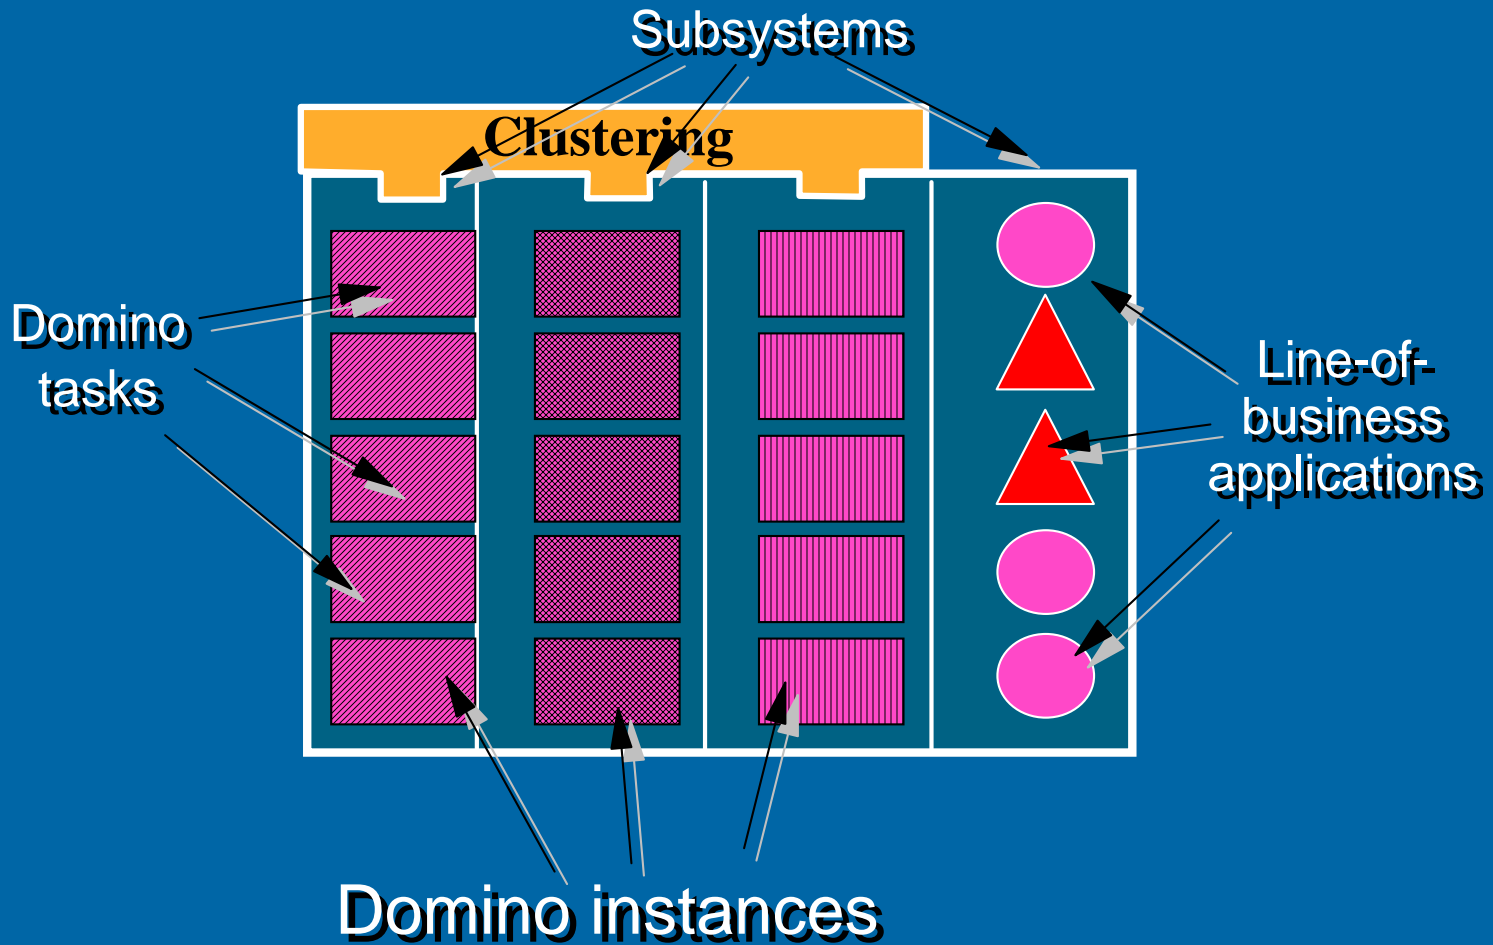 Subsystems
Clustering
Domino
tasks
Line-of-
business
applications
Domino instances